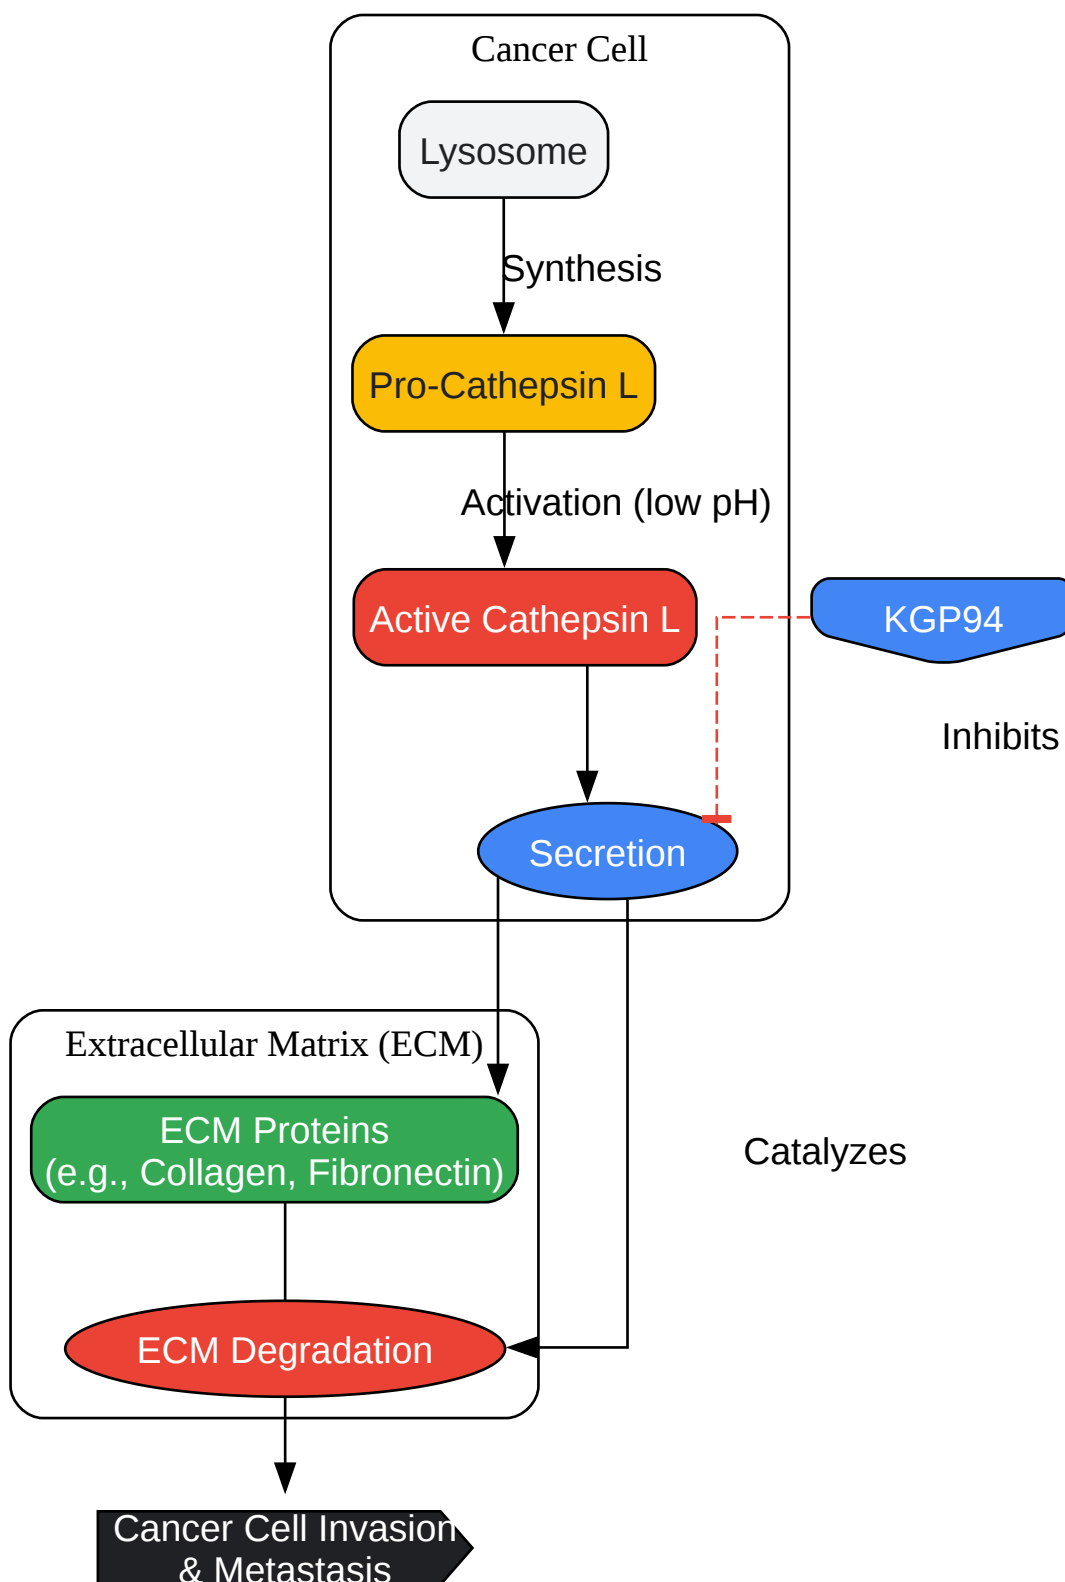 Cancer Cell
Lysosome
Synthesis
Pro-Cathepsin L
Activation (low pH)
Active Cathepsin L
KGP94
Inhibits
Secretion
Extracellular Matrix (ECM)
ECM Proteins
(e.g., Collagen, Fibronectin)
Catalyzes
ECM Degradation
Cancer Cell Invasion
& Metastasis